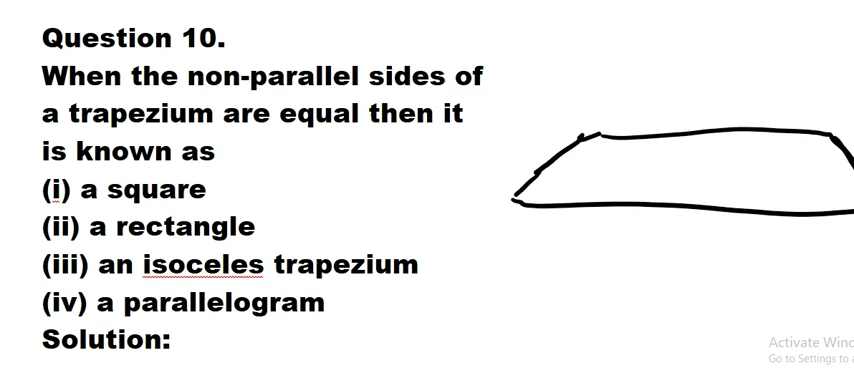 Question 10.
When the non-parallel sides of
a trapezium are equal then it
is known as
(i) a square
(ii) a rectangle
(iii) an isoceles trapezium
(iv) a parallelogram
Solution:
Activate Winc
Go to Settings to a